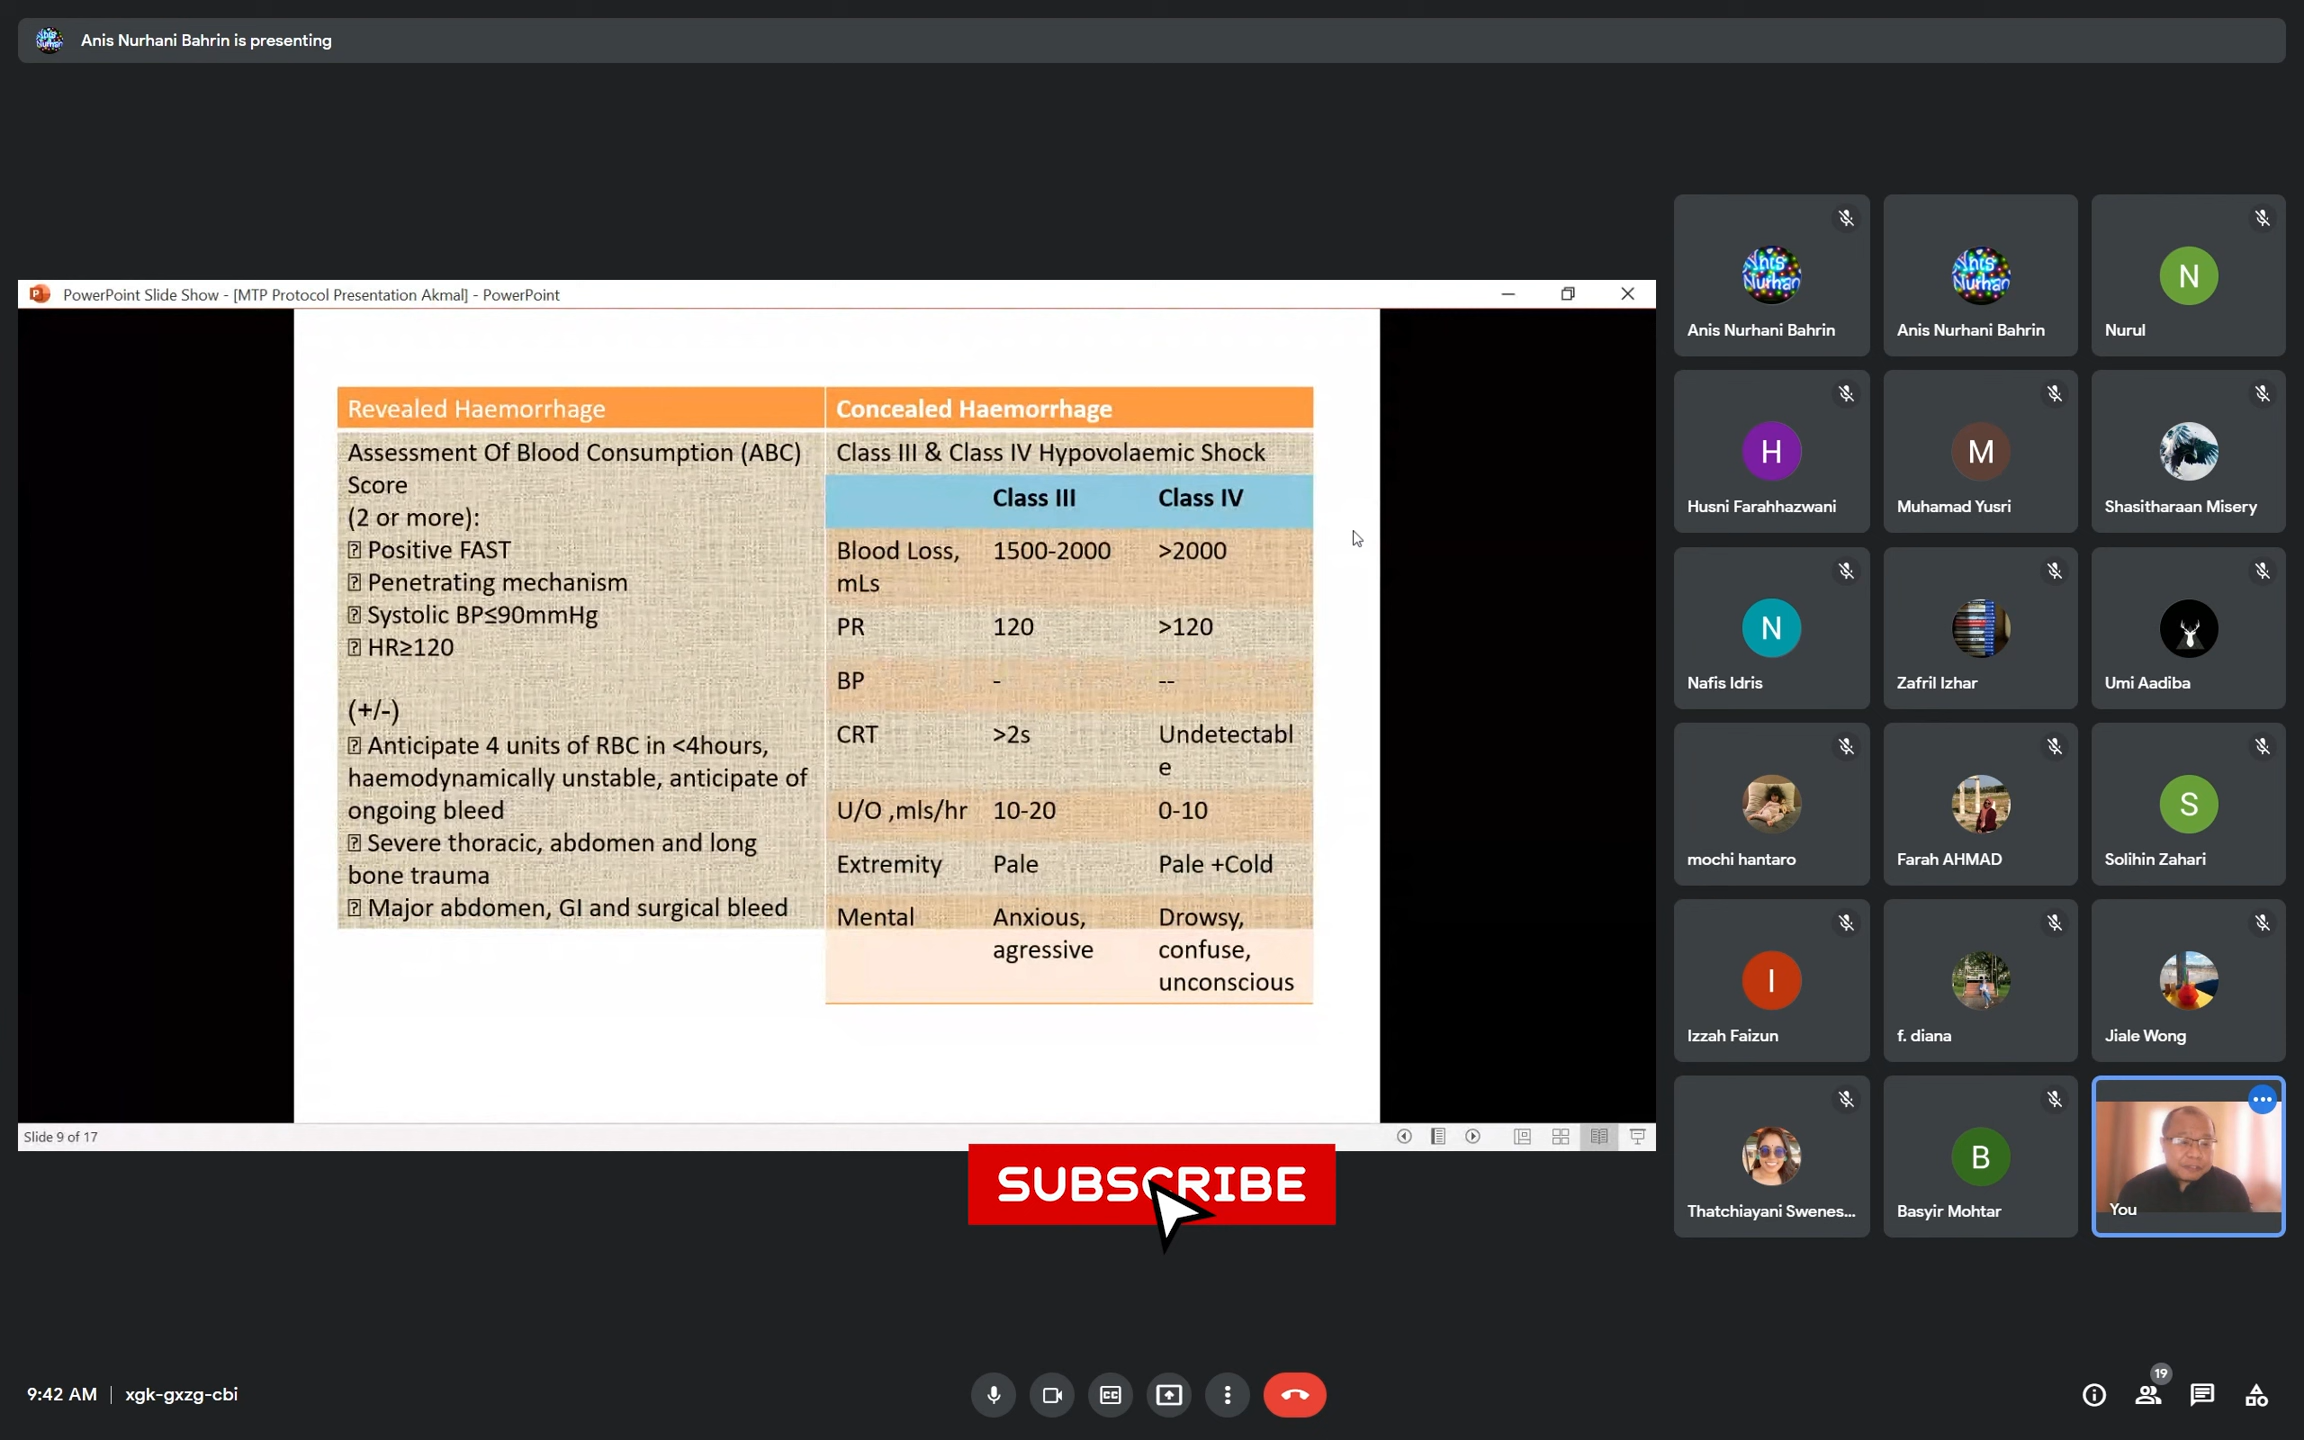 Anis Nurhani Bahrin is presenting
PowerPoint Slide Show - [MTP Protocol Presentation Akmal] - PowerPoint
Revealed Haemorrhage
Assessment Of Blood Consumption (ABC)
Score
(2 or more):
Positive FAST
Penetrating mechanism
Systolic BP≤90mmHg
HR≥120
(+/-)
Anticipate 4 units of RBC in <4hours,
haemodynamically unstable, anticipate of
ongoing bleed
Severe thoracic, abdomen and long
bone trauma
Major abdomen, GI and surgical bleed
Concealed Haemorrhage
Class III & Class IV Hypovolaemic Shock
Class III Class IV
Blood Loss, 1500-2000 >2000
mLs
PR 120 >120
BP - --
CRT >2s Undetectabl
e
U/O ,mls/hr 10-20 0-10
Extremity Pale Pale +Cold
Mental Anxious, Drowsy,
agressive confuse,
unconscious
Slide 9 of 17
SUBSCRIBE
Anis Nurhani Bahrin
Anis Nurhani Bahrin
N
Nurul
H
Husni Farahhazwani
M
Muhamad Yusri
Shasitharaan Misery
N
Nafis Idris
Zafril Izhar
Umi Aadiba
mochi hantaro
Farah AHMAD
S
Solihin Zahari
I
Izzah Faizun
f. diana
Jiale Wong
Thatchiayani Swenes...
B
Basyir Mohtar
You
9:42 AM | xgk-gxzg-cbi
CC
19